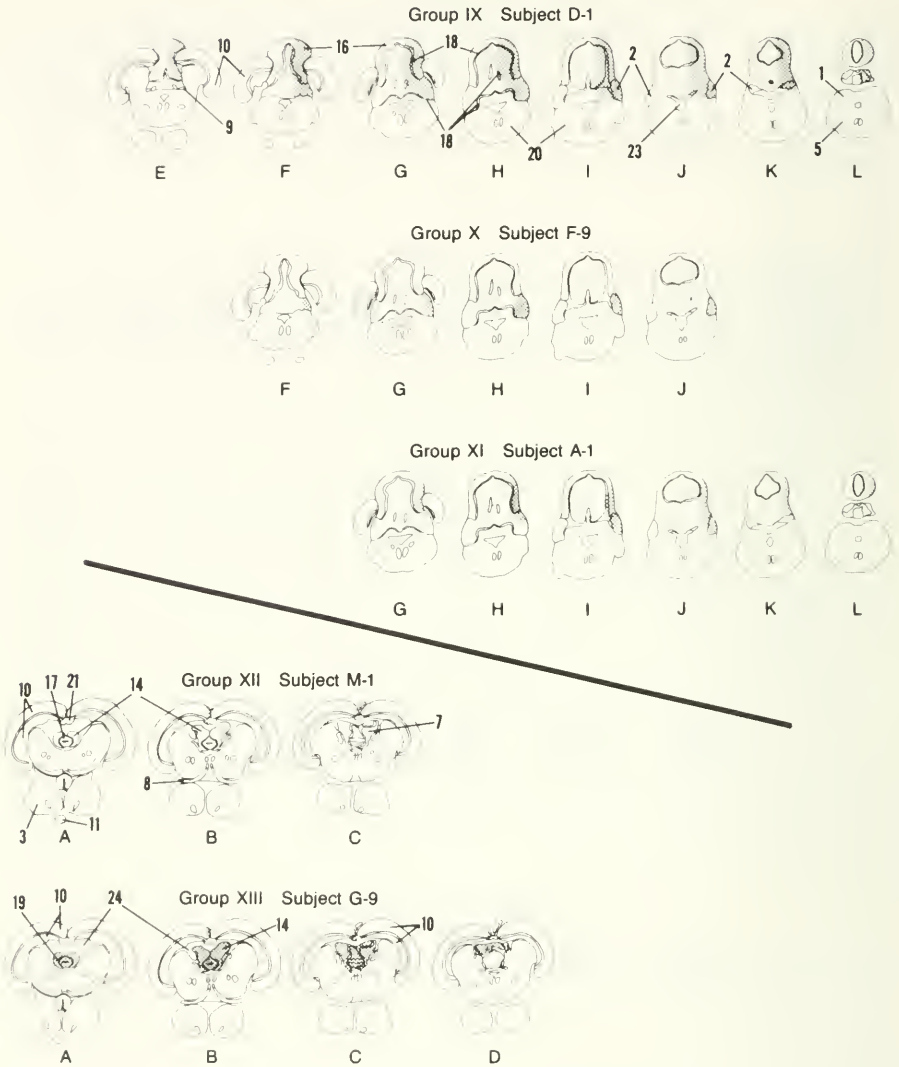 Group IX Subject D-1
10 16 18 2 2 1
9 18 20 23 5
E F G H I J K L
Group X Subject F-9
F G H I J
Group XI Subject A-1
G H I J K L
Group XII Subject M-1
10 17 21 14 7
8
3 11
A B C
Group XIII Subject G-9
19 10 24 14 10
A B C D